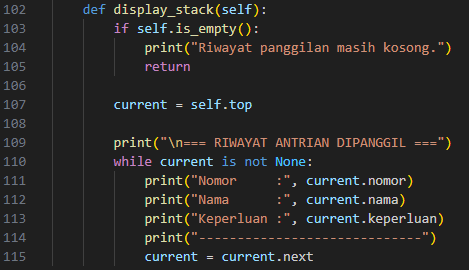 102 def display_stack(self):
103 if self.is_empty():
104 print("Riwayat panggilan masih kosong.")
105 return
106
107 current = self.top
108
109 print("\n=== RIWAYAT ANTRIAN DIPANGGIL ===")
110 while current is not None:
111 print("Nomor     :", current.nomor)
112 print("Nama      :", current.nama)
113 print("Keperluan :", current.keperluan)
114 print("-----------------------------")
115 current = current.next